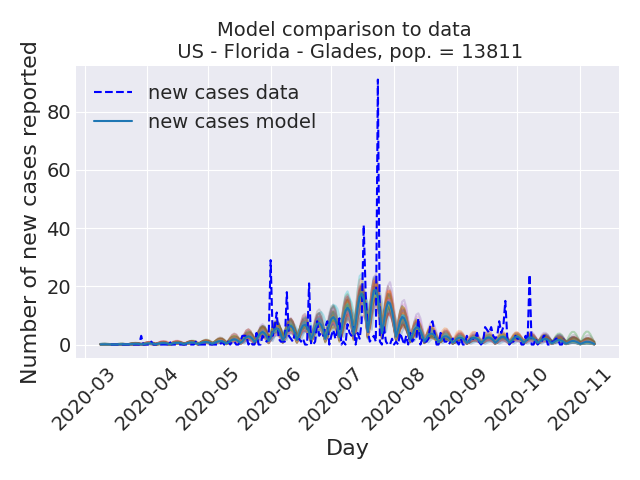 Model comparison to data
US - Florida - Glades, pop. = 13811
new cases data
new cases model
Number of new cases reported
80
60
40
20
0
2020-03
2020-04
2020-05
2020-06
2020-07
2020-08
2020-09
2020-10
2020-11
Day